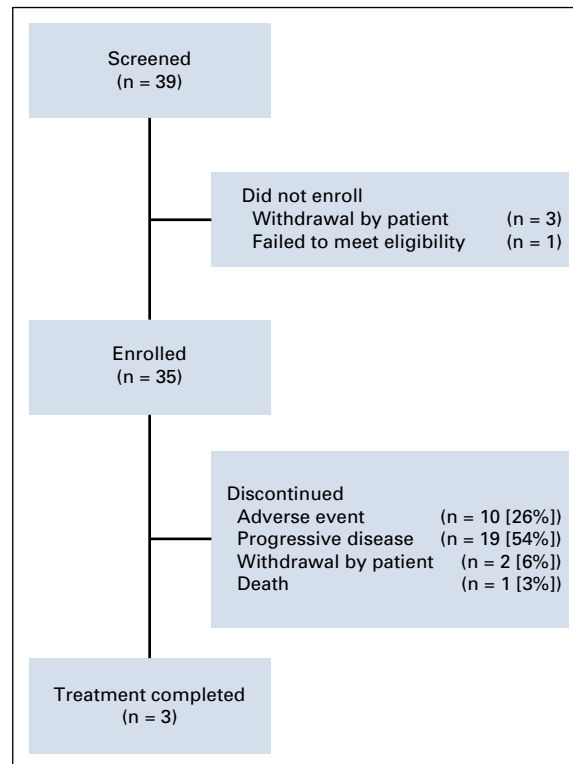 Screened
(n = 39)
Did not enroll
Withdrawal by patient (n = 3)
Failed to meet eligibility (n = 1)
Enrolled
(n = 35)
Discontinued
Adverse event (n = 10 [26%])
Progressive disease (n = 19 [54%])
Withdrawal by patient (n = 2 [6%])
Death (n = 1 [3%])
Treatment completed
(n = 3)